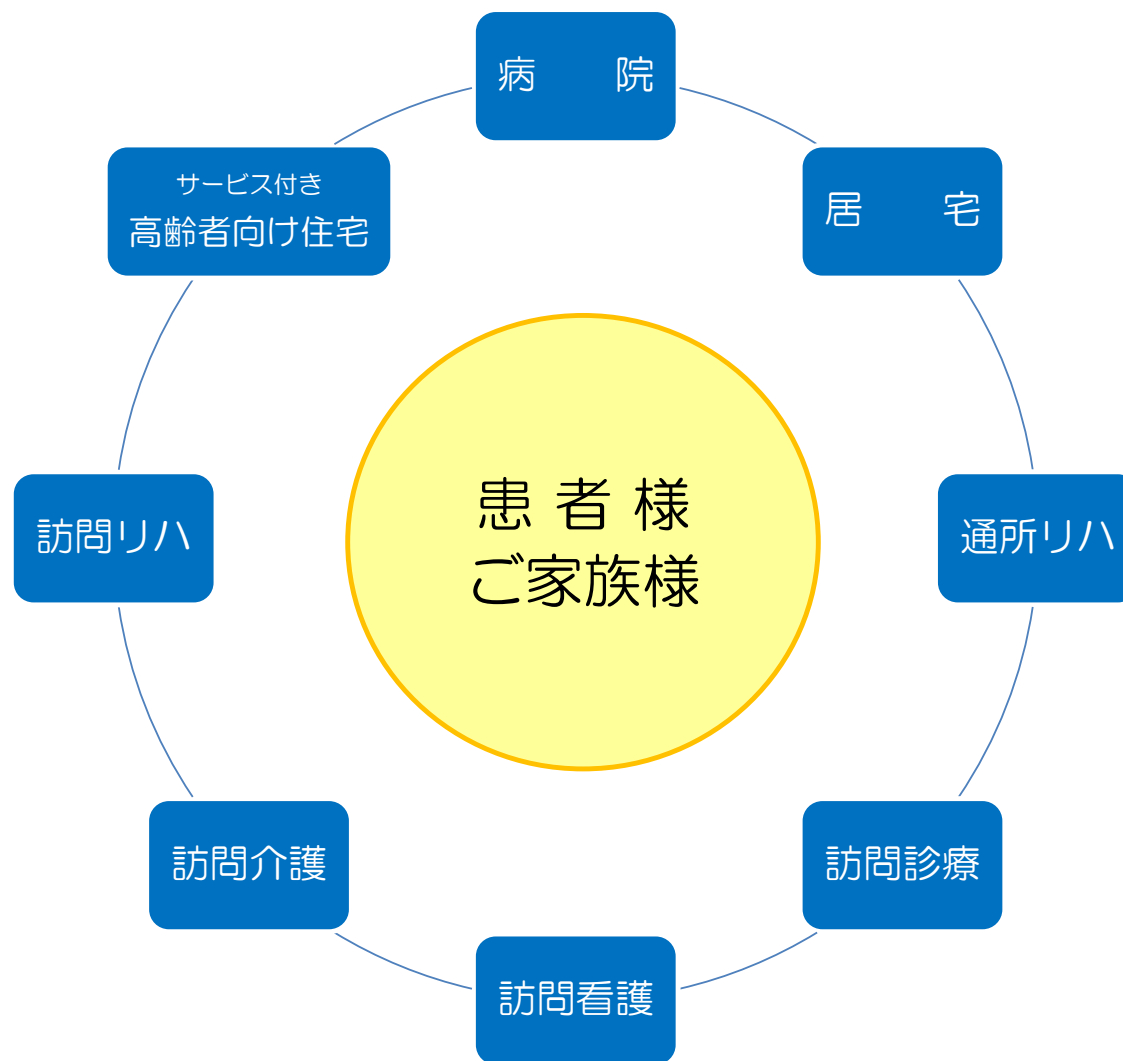 病　　院
サービス付き
高齢者向け住宅
居　　宅
患 者 様
ご家族様
訪問リハ
通所リハ
訪問介護
訪問診療
訪問看護